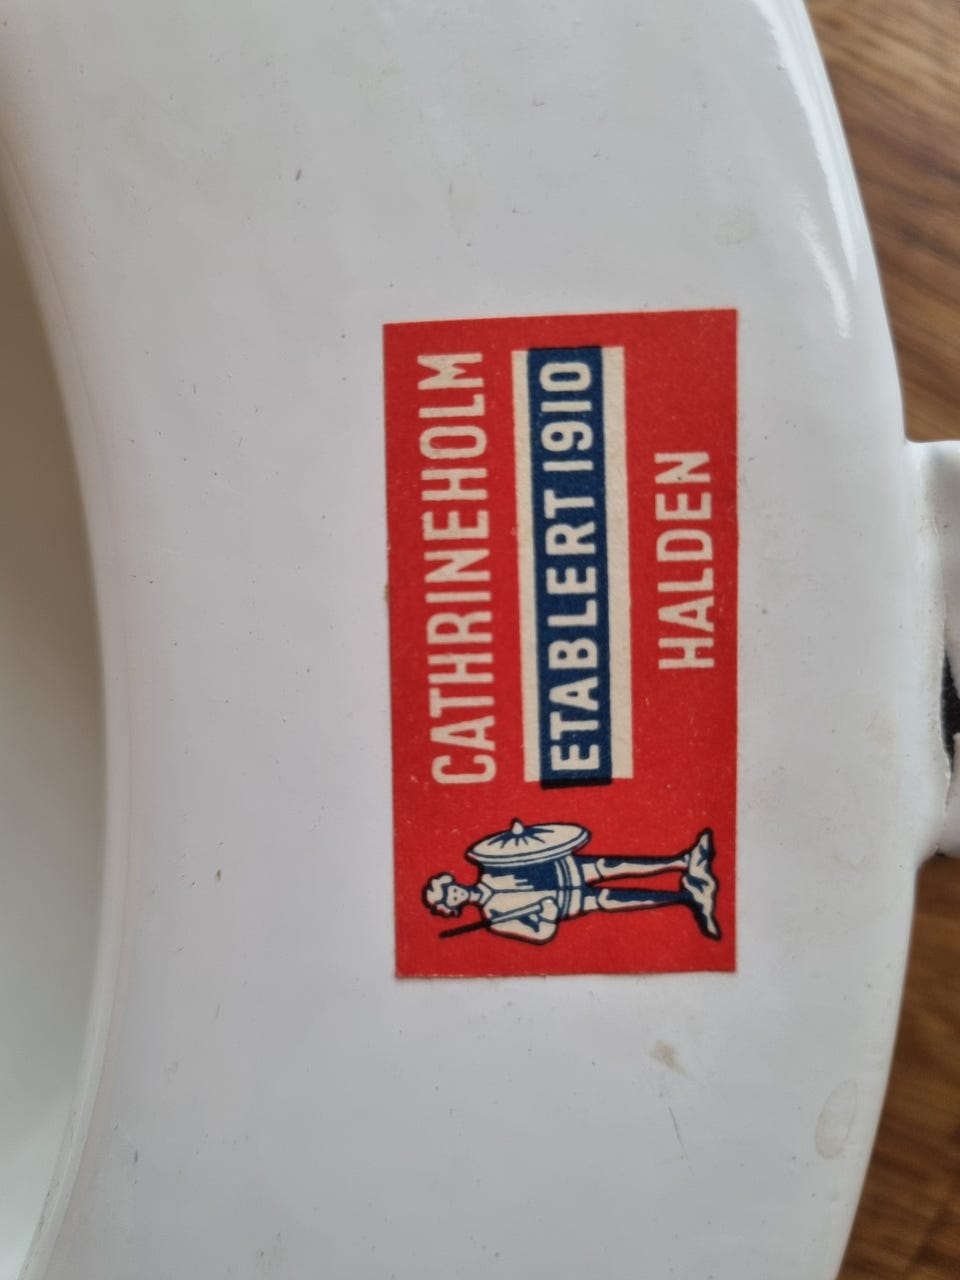 CATHRINEHOLM
ETABLERT 1910
HALDEN